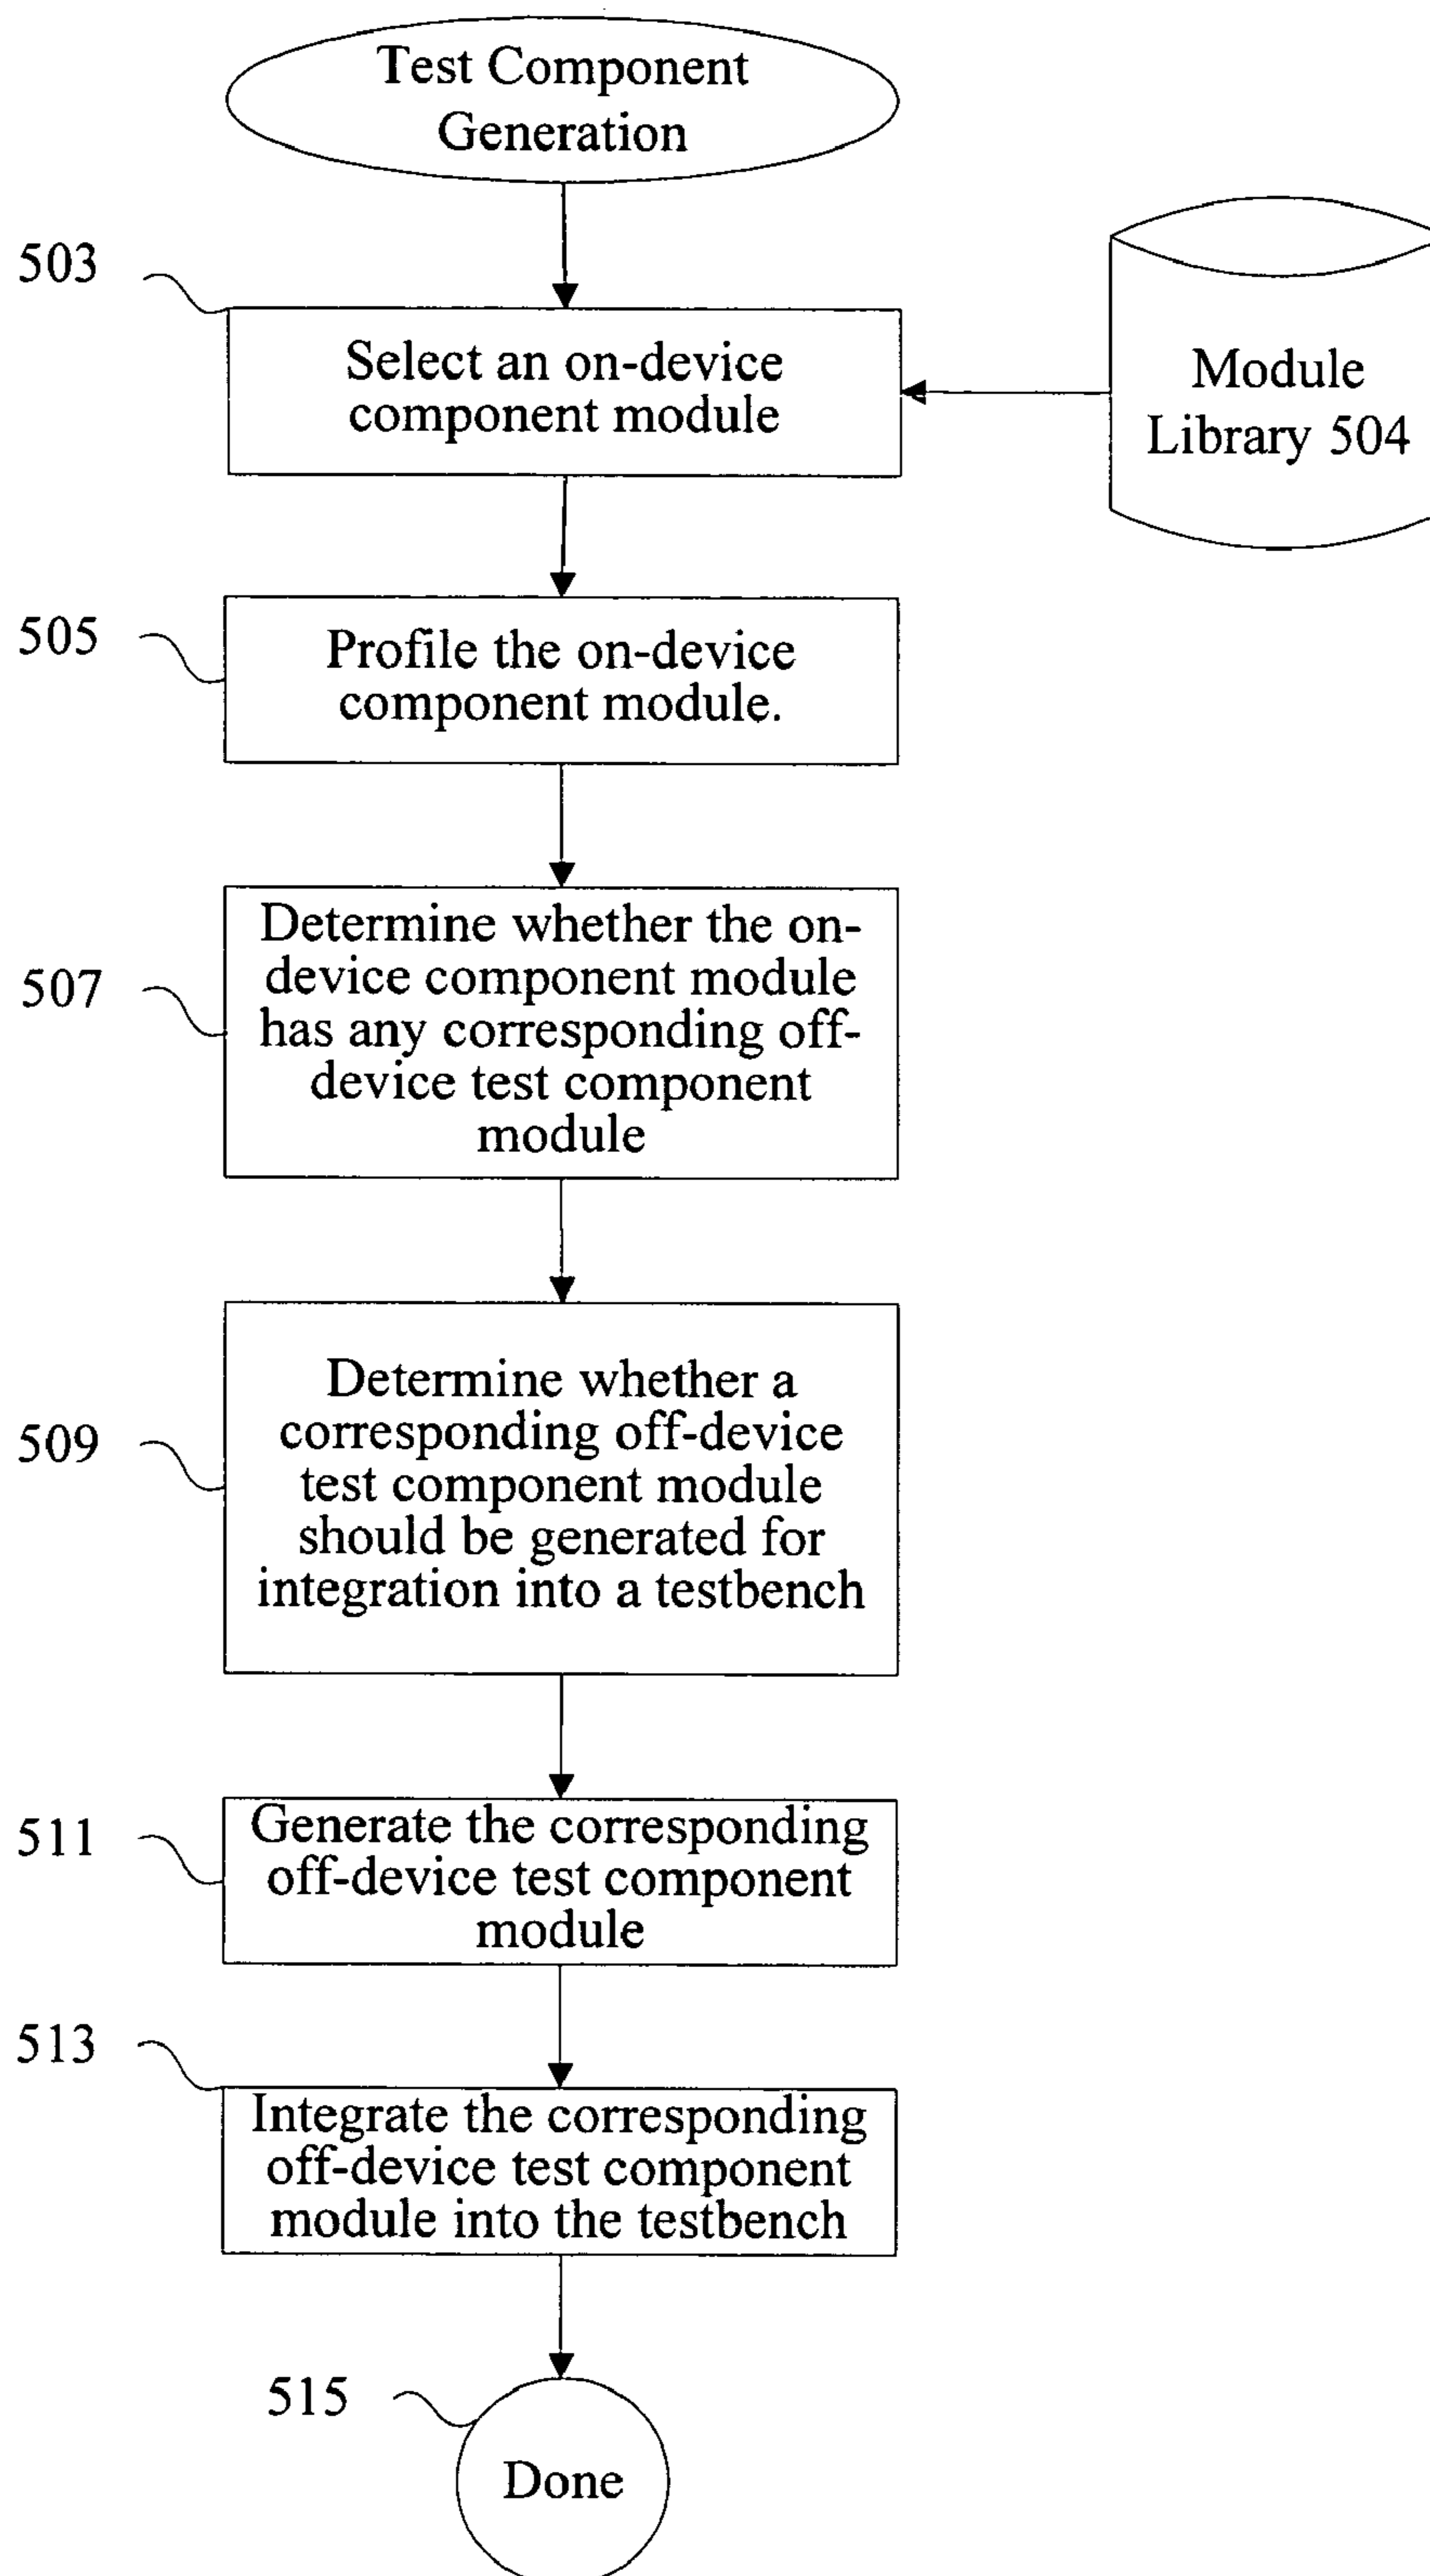 Test Component
Generation
503
Select an on-device
component module
Module
Library 504
505
Profile the on-device
component module.
507
Determine whether the on-
device component module
has any corresponding off-
device test component
module
509
Determine whether a
corresponding off-device
test component module
should be generated for
integration into a testbench
511
Generate the corresponding
off-device test component
module
513
Integrate the corresponding
off-device test component
module into the testbench
515
Done